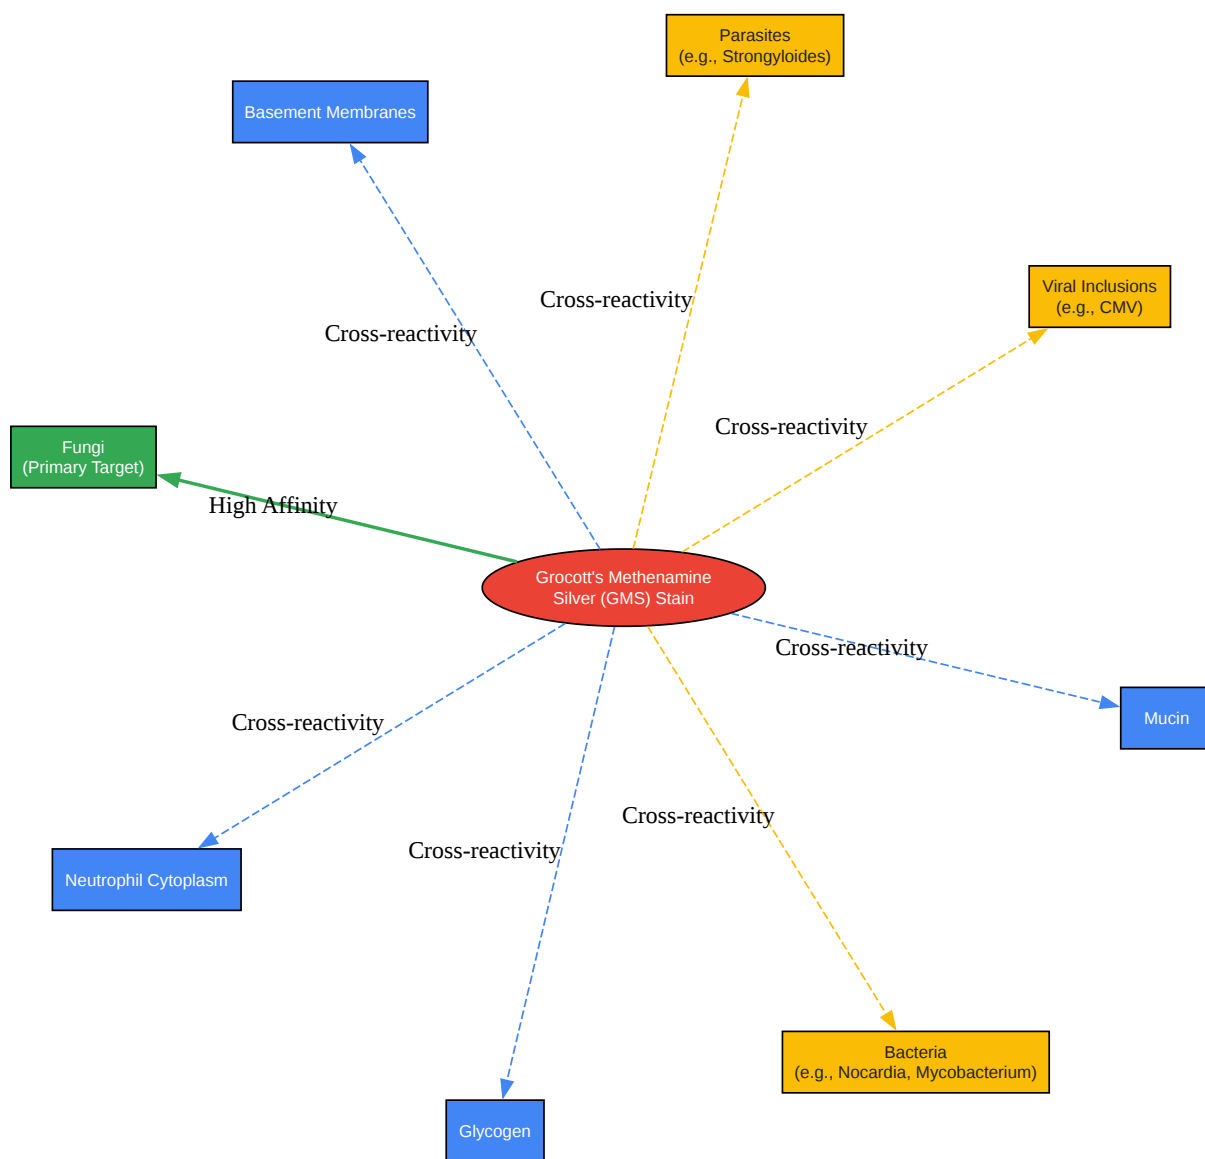 Parasites
(e.g., Strongyloides)
Basement Membranes
Viral Inclusions
(e.g., CMV)
Cross-reactivity
Cross-reactivity
Cross-reactivity
Fungi
(Primary Target)
High Affinity
Grocott's Methenamine
Silver (GMS) Stain
Cross-reactivity
Mucin
Cross-reactivity
Cross-reactivity
Cross-reactivity
Neutrophil Cytoplasm
Bacteria
(e.g., Nocardia, Mycobacterium)
Glycogen